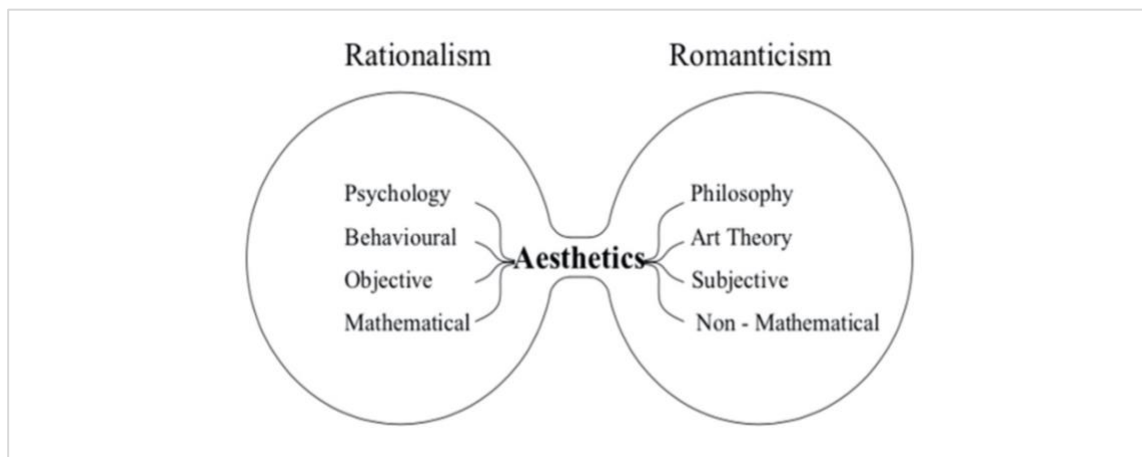 Rationalism
Romanticism
Psychology
Behavioural
Objective
Mathematical
Aesthetics
Philosophy
Art Theory
Subjective
Non - Mathematical